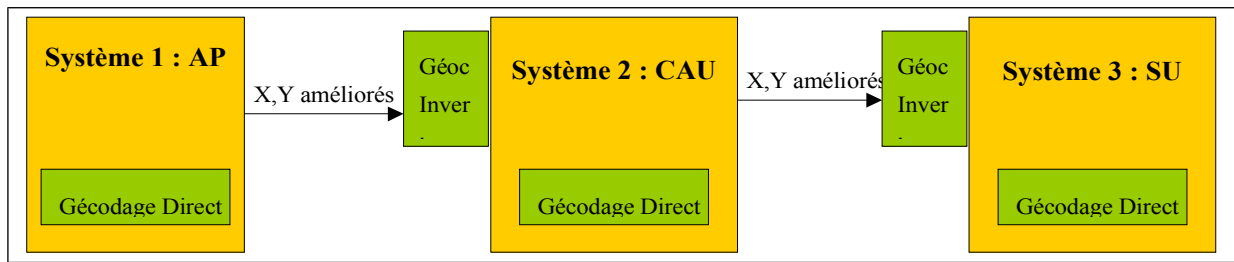 Système 1 : AP
X,Y améliorés
Géoc
Inver
.
Gécodage Direct
Système 2 : CAU
X,Y améliorés
Gécodage Direct
Géoc
Inver
.
Système 3 : SU
Gécodage Direct